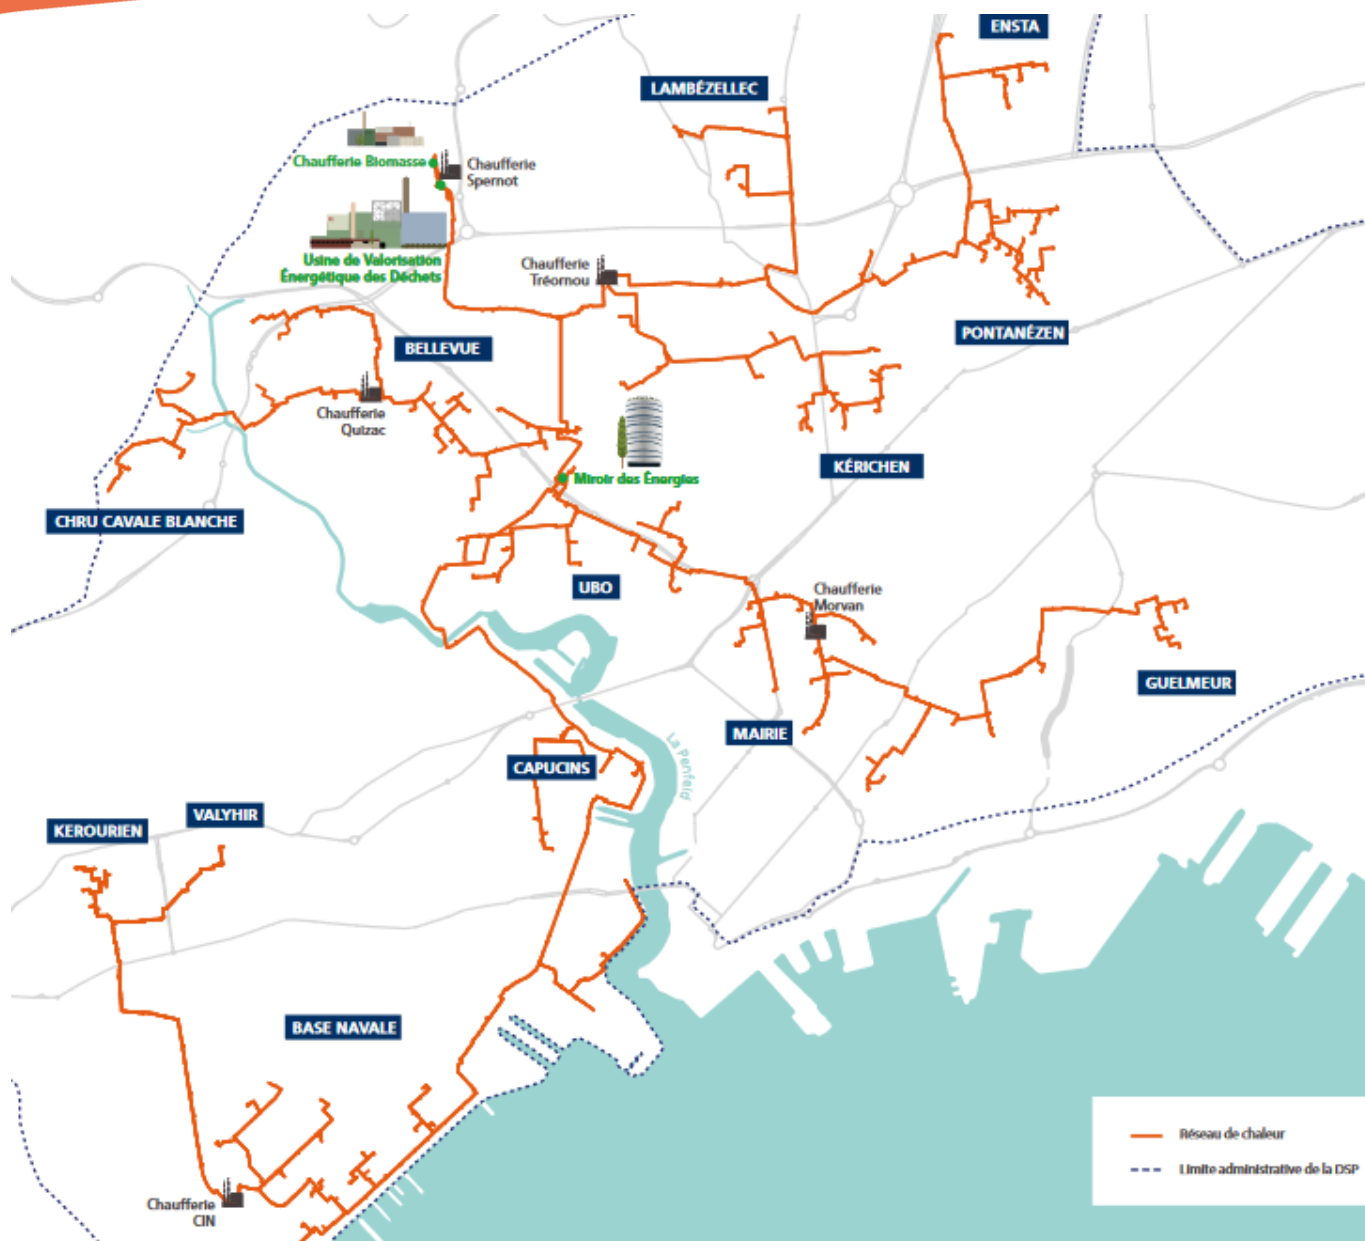 ENSTA
LAMBÉZELLEC
Chaufferie Biomasse
Chaufferie
Spernot
Usine de Valorisation
Énergétique des Déchets
Chaufferie
Tréornou
PONTANÉZEN
BELLEVUE
Chaufferie
Quizac
KÉRICHEN
Miroir des Énergies
CHRU CAVALE BLANCHE
UBO
Chaufferie
Morvan
GUELMEUR
MAIRIE
La Penfeld
CAPUCINS
VALYHIR
KEROURIEN
BASE NAVALE
Chaufferie
CIN
Réseau de chaleur
Limite administrative de la DSP